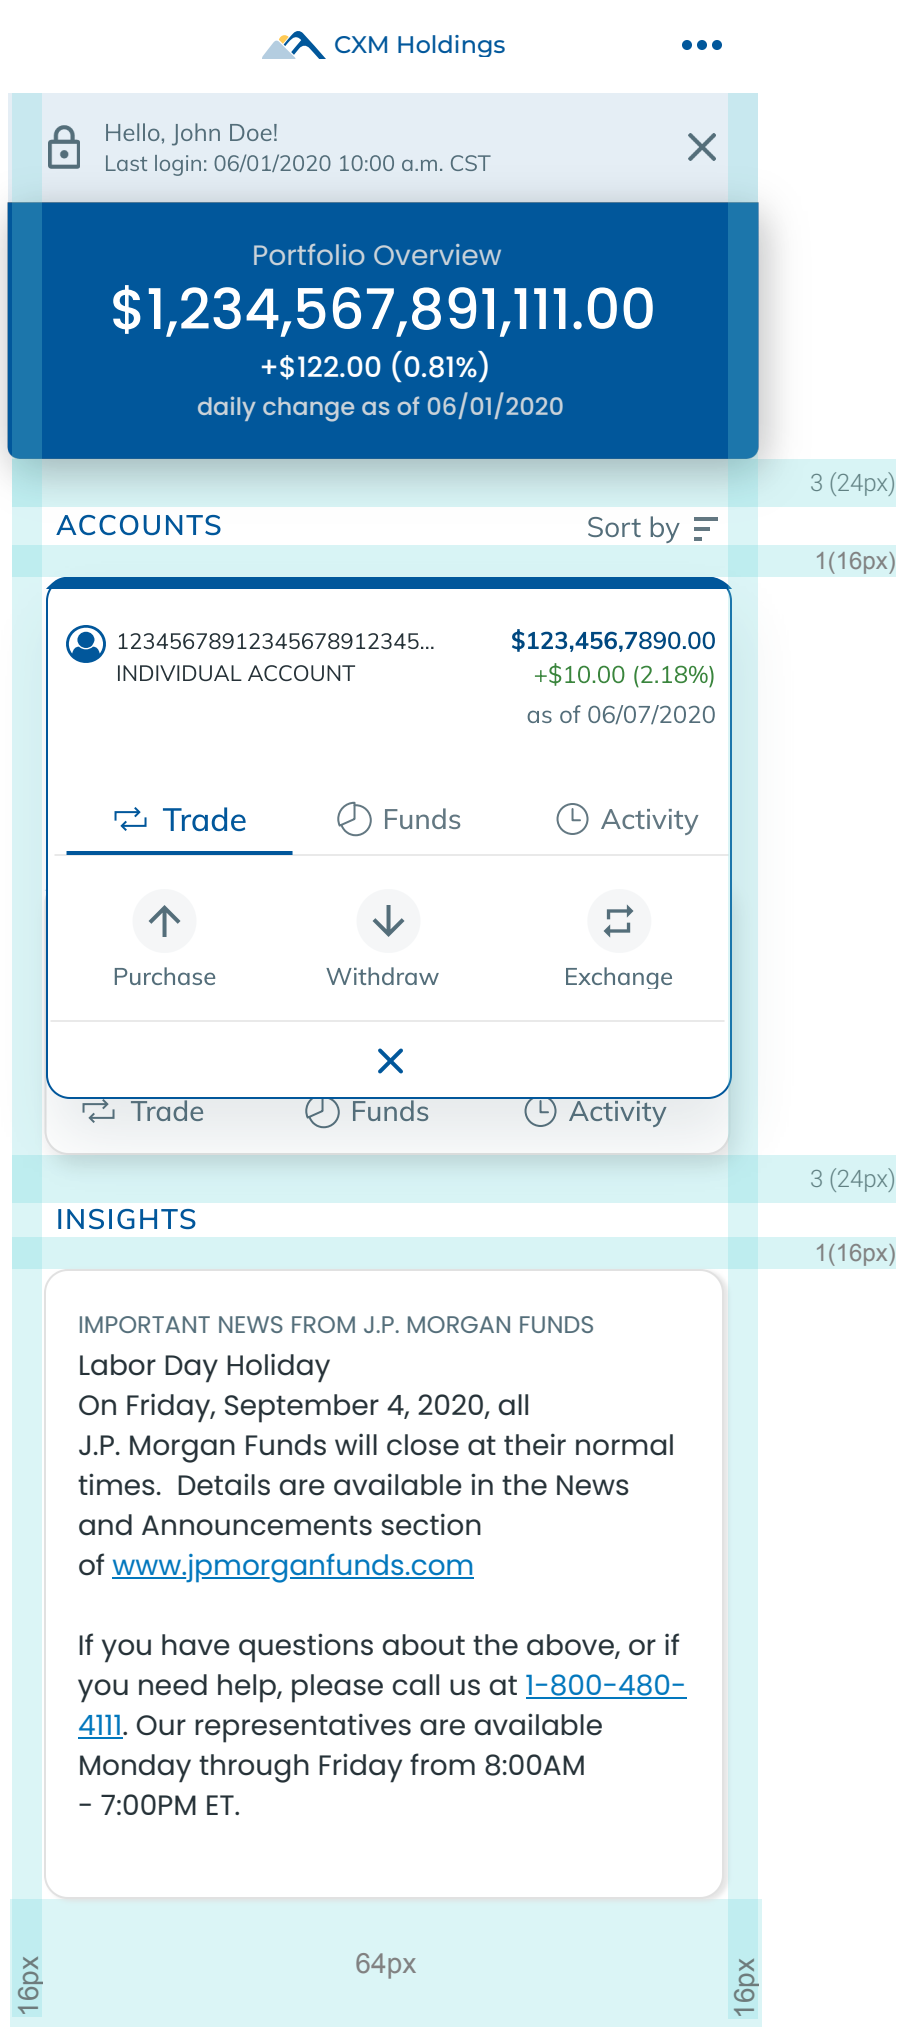 CXM Holdings
Hello, John Doe!
Last login: 06/01/2020 10:00 a.m. CST
Portfolio Overview
$1,234,567,891,111.00
+$122.00 (0.81%)
daily change as of 06/01/2020
3 (24px)
ACCOUNTS
Sort by
1(16px)
12345678912345678912345...
$123,456,7890.00
INDIVIDUAL ACCOUNT
+$10.00 (2.18%)
as of 06/07/2020
Trade
Funds
Activity
Purchase
Withdraw
Exchange
Trade
Funds
Activity
3 (24px)
INSIGHTS
1(16px)
IMPORTANT NEWS FROM J.P. MORGAN FUNDS
Labor Day Holiday
On Friday, September 4, 2020, all
J.P. Morgan Funds will close at their normal
times.  Details are available in the News
and Announcements section
of www.jpmorganfunds.com
If you have questions about the above, or if
you need help, please call us at 1-800-480-
4111. Our representatives are available
Monday through Friday from 8:00AM
- 7:00PM ET.
16px
64px
16px